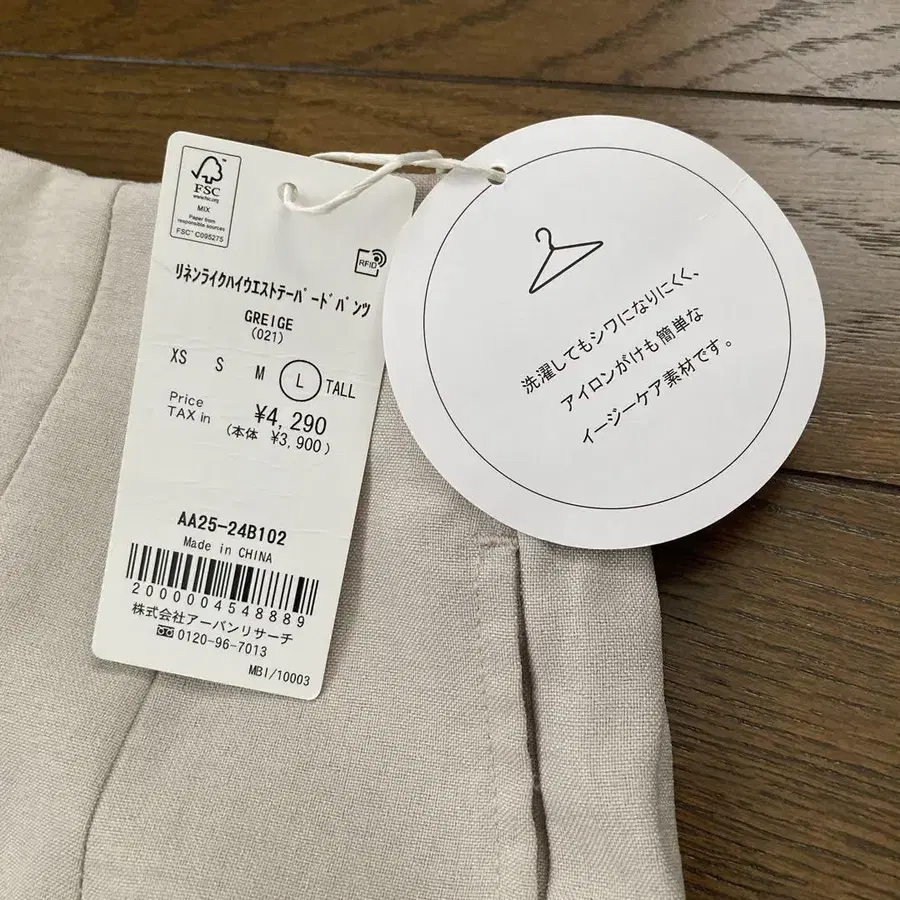 FSC
www.fsc.org
MIX
Paper from
responsible sources
FSC™ C095275
RFID
リネンライクハイウエストテーパードパンツ
GREIGE
(021)
XS S M L TALL
Price
TAX in ¥4,290
(本体 ¥3,900)
AA25-24B102
Made in CHINA
2000004548889
株式会社アーバンリサーチ
0120-96-7013
MBI/10003
洗濯してもシワになりにくく、
アイロンがけも簡単な
イージーケア素材です。